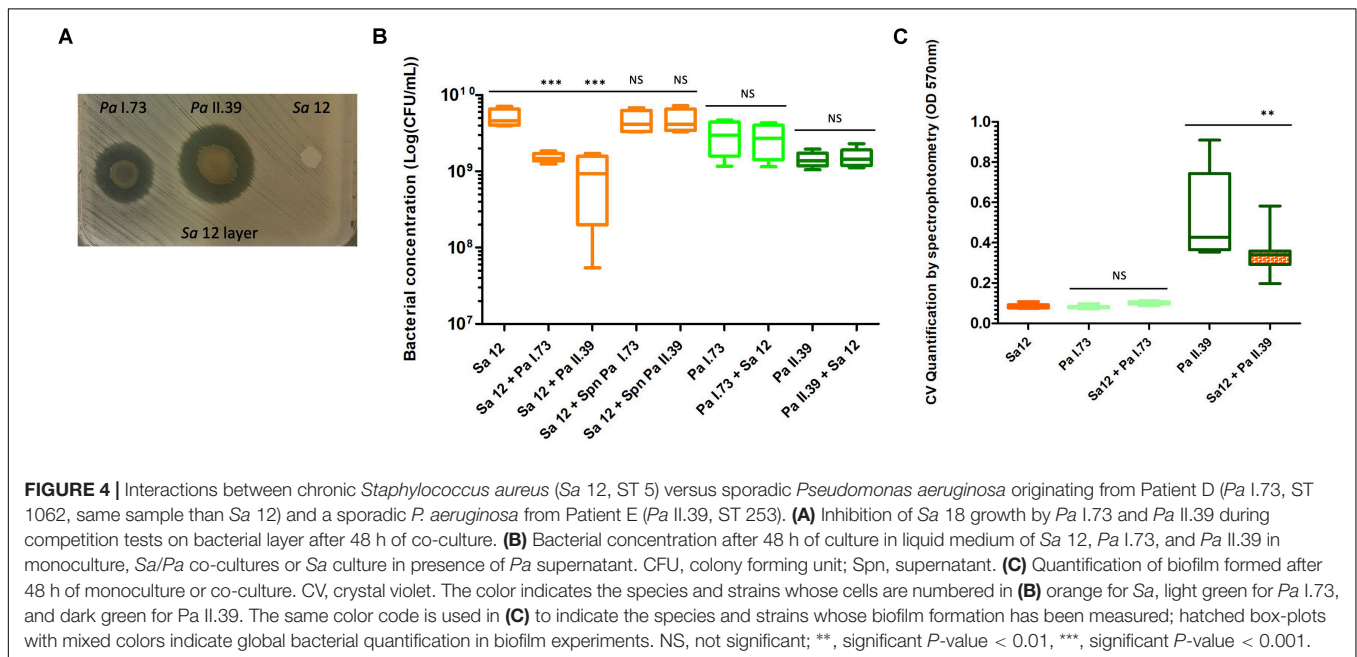 A
Pa I.73 Pa II.39 Sa 12
Sa 12 layer
B
Bacterial concentration (Log(CFU/mL))
10^10
10^9
10^8
10^7
*** *** NS NS NS NS
Sa 12
Sa 12 + Pa I.73
Sa 12 + Pa II.39
Sa 12 + Spn Pa I.73
Sa 12 + Spn Pa II.39
Pa I.73
Pa I.73 + Sa 12
Pa II.39
Pa II.39 + Sa 12
C
CV Quantification by spectrophotometry (OD 570nm)
1.0
0.8
0.6
0.4
0.2
0.0
NS
**
Sa12
Pa I.73
Sa12 + Pa I.73
Pa II.39
Sa12 + Pa II.39
FIGURE 4 | Interactions between chronic Staphylococcus aureus (Sa 12, ST 5) versus sporadic Pseudomonas aeruginosa originating from Patient D (Pa I.73, ST
1062, same sample than Sa 12) and a sporadic P. aeruginosa from Patient E (Pa II.39, ST 253). (A) Inhibition of Sa 18 growth by Pa I.73 and Pa II.39 during
competition tests on bacterial layer after 48 h of co-culture. (B) Bacterial concentration after 48 h of culture in liquid medium of Sa 12, Pa I.73, and Pa II.39 in
monoculture, Sa/Pa co-cultures or Sa culture in presence of Pa supernatant. CFU, colony forming unit; Spn, supernatant. (C) Quantification of biofilm formed after
48 h of monoculture or co-culture. CV, crystal violet. The color indicates the species and strains whose cells are numbered in (B) orange for Sa, light green for Pa I.73,
and dark green for Pa II.39. The same color code is used in (C) to indicate the species and strains whose biofilm formation has been measured; hatched box-plots
with mixed colors indicate global bacterial quantification in biofilm experiments. NS, not significant; **, significant P-value < 0.01, ***, significant P-value < 0.001.